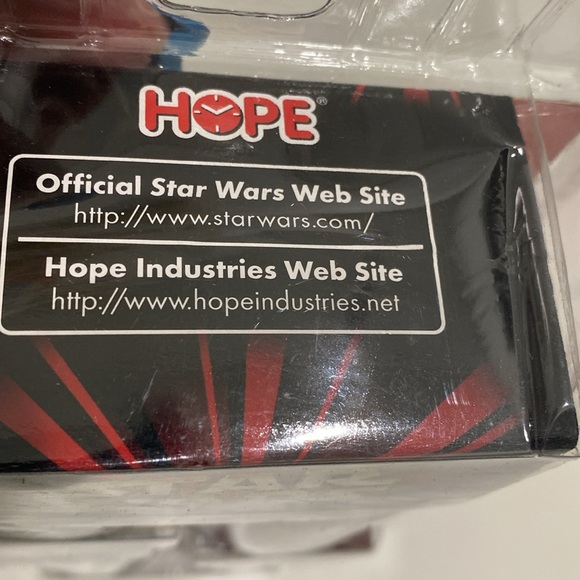 HOPE®
Official Star Wars Web Site
http://www.starwars.com/
Hope Industries Web Site
http://www.hopeindustries.net